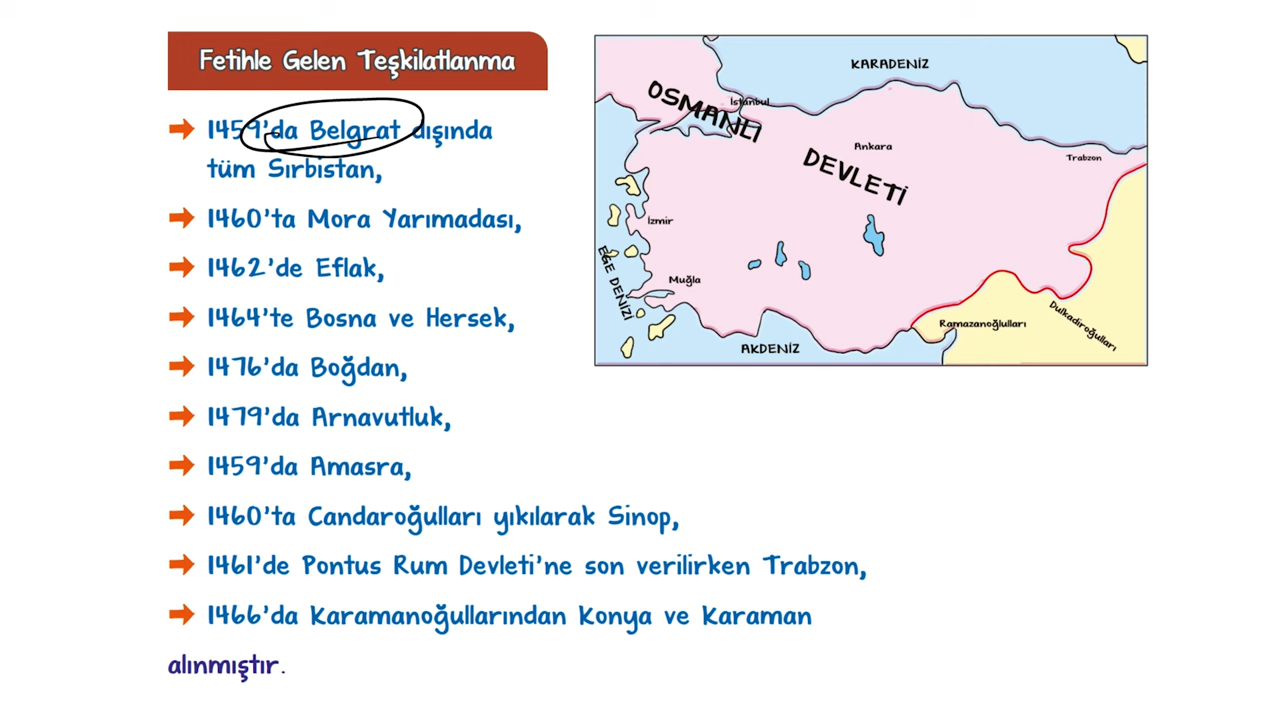 Fetihle Gelen Teşkilatlanma
1459'da Belgrat dışında
tüm Sırbistan,
1460'ta Mora Yarımadası,
1462'de Eflak,
1464'te Bosna ve Hersek,
1476'da Boğdan,
1479'da Arnavutluk,
1459'da Amasra,
1460'ta Candaroğulları yıkılarak Sinop,
1461'de Pontus Rum Devleti'ne son verilirken Trabzon,
1466'da Karamanoğullarından Konya ve Karaman
alınmıştır.
KARADENİZ
OSMANLI
İstanbul
DEVLETİ
Ankara
Trabzon
İzmir
EGE DENİZİ
Muğla
AKDENİZ
Ramazanoğlulları
Dulkadiroğulları